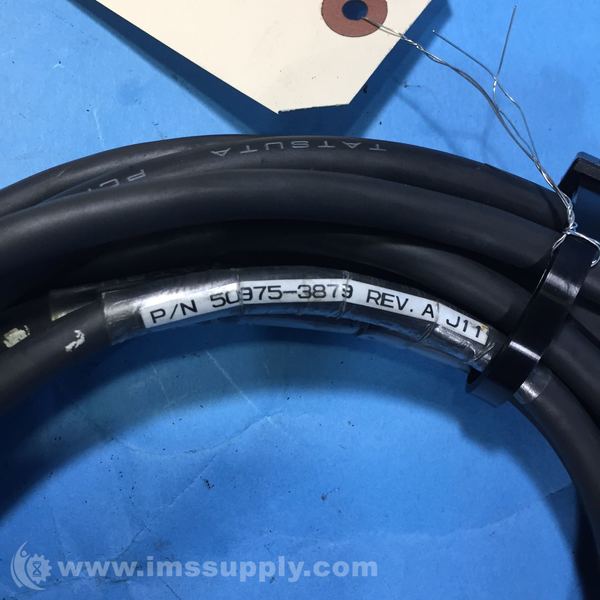 TATSUTA
P/N 50975-3879 REV. A J11
www.imssupply.com